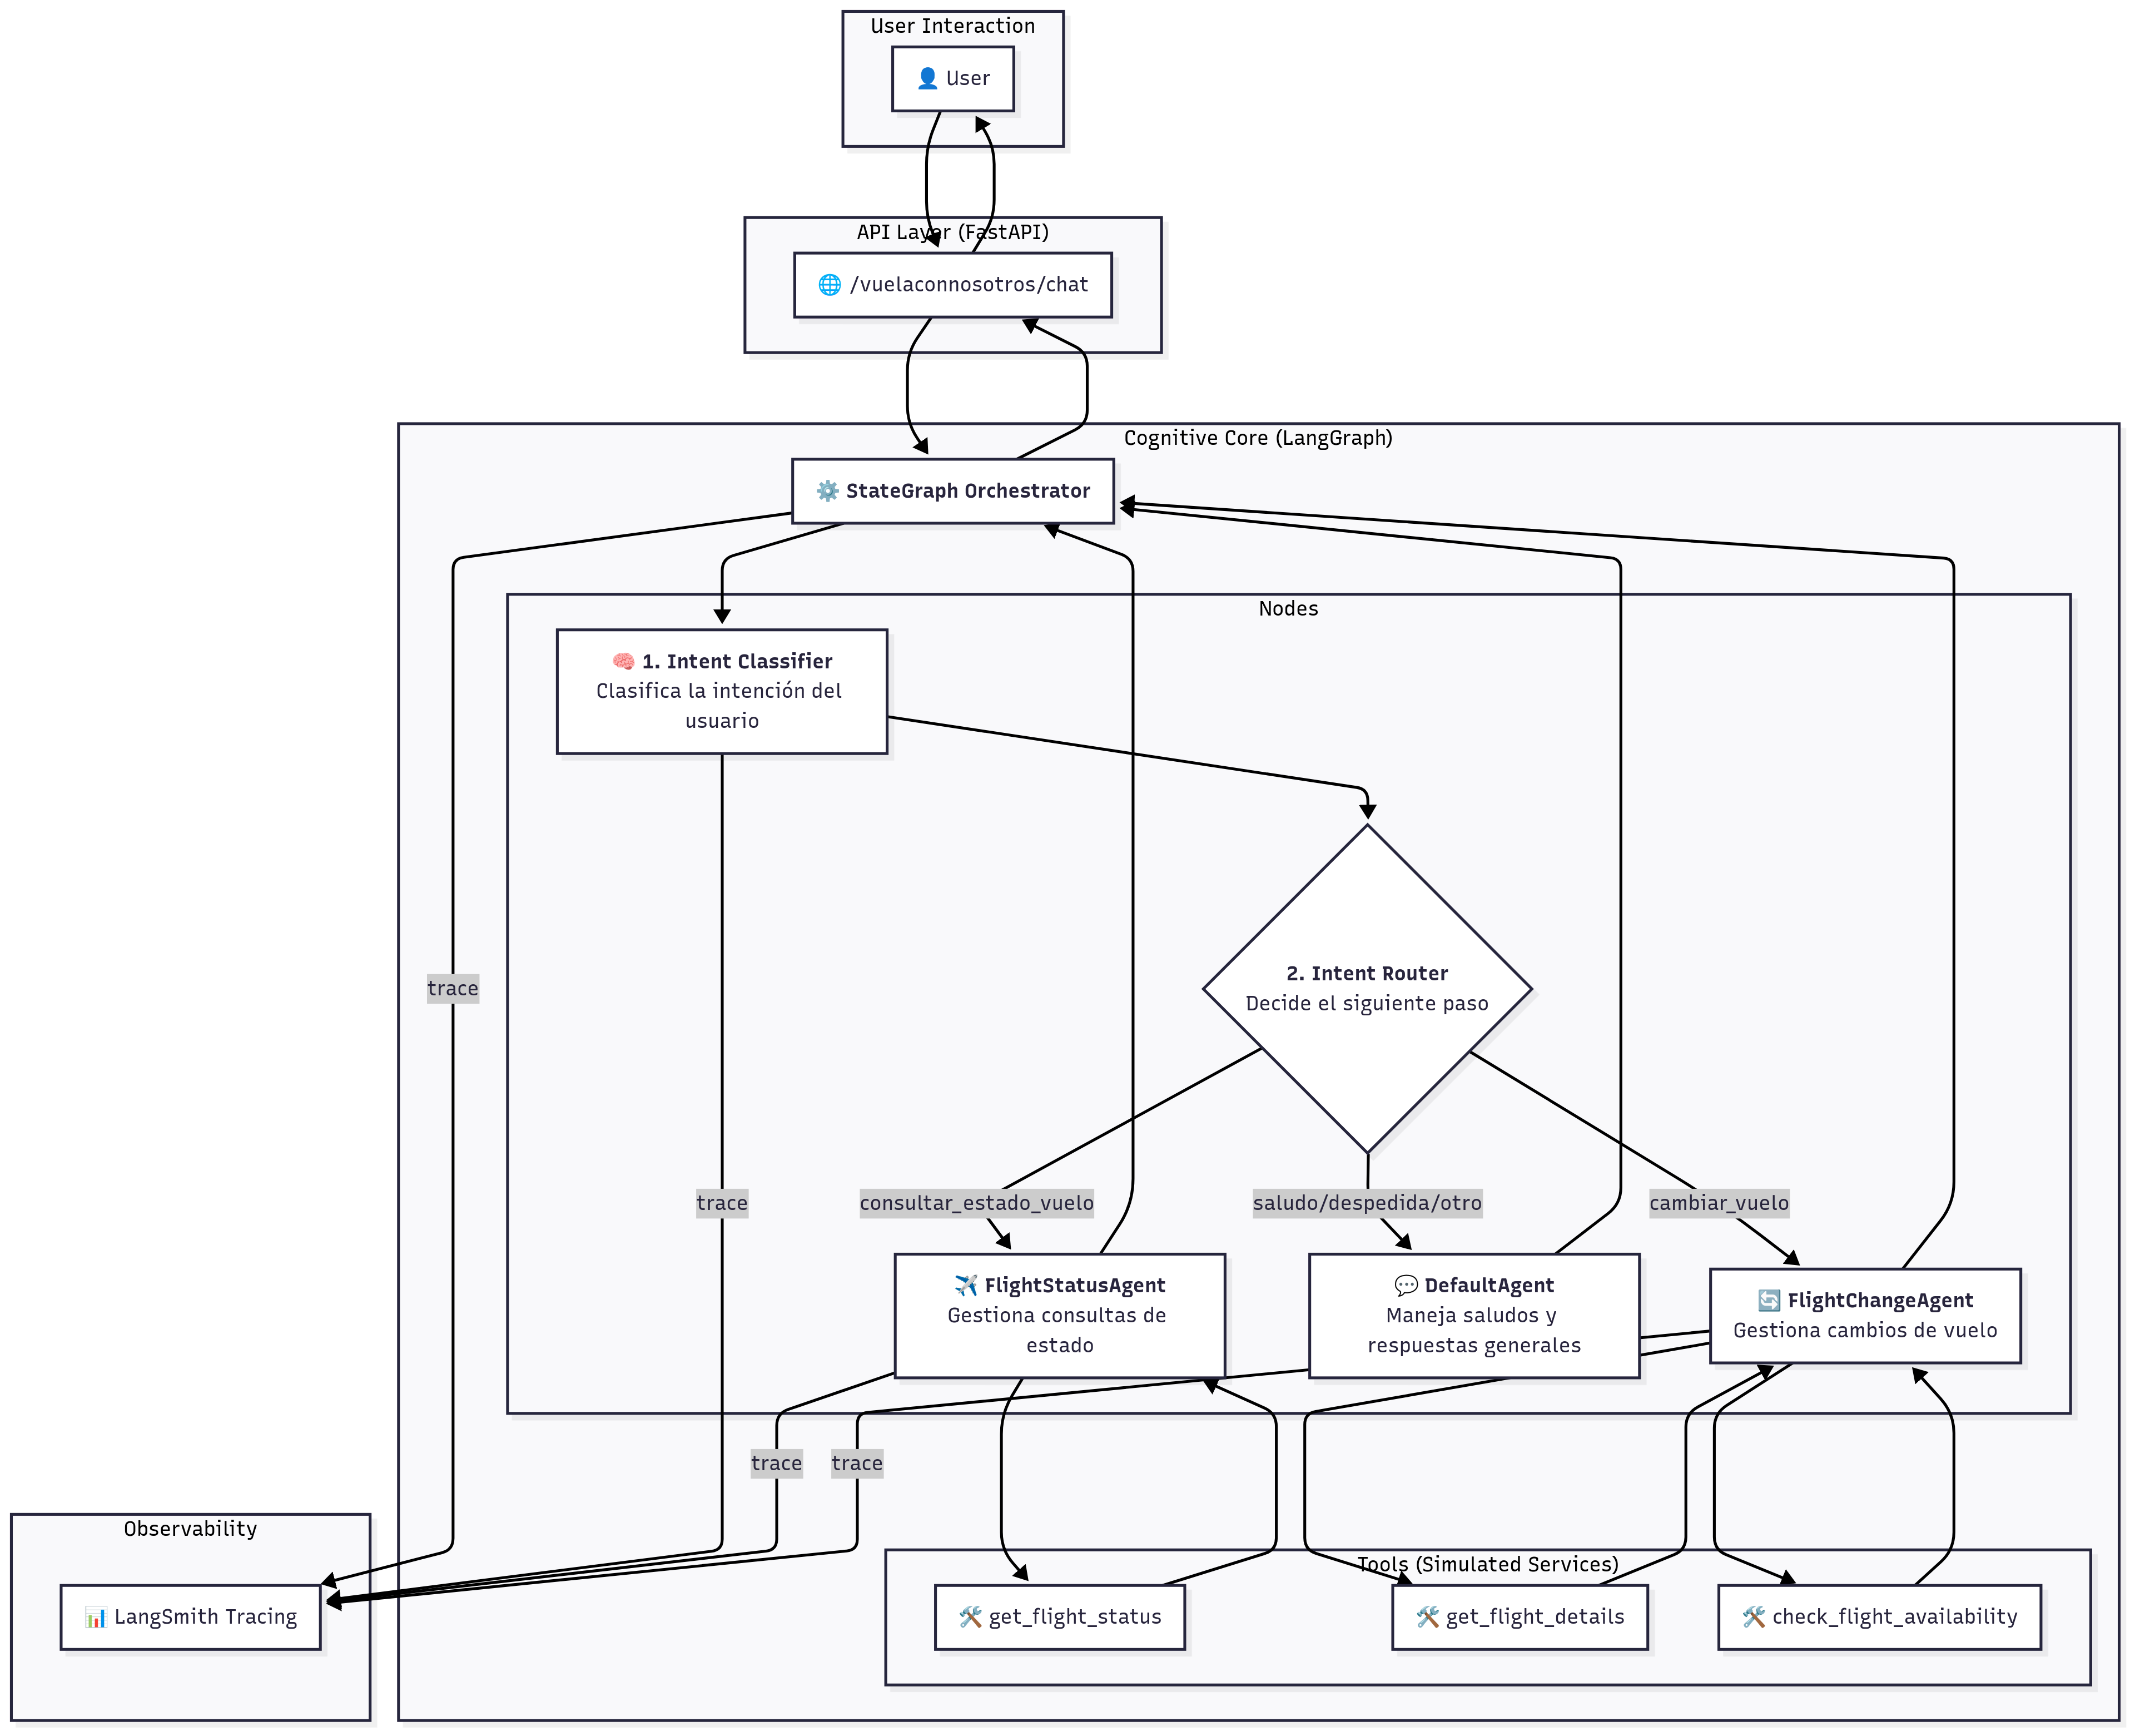 User Interaction
👤 User
API Layer (FastAPI)
🌐 /vuelaconnosotros/chat
Cognitive Core (LangGraph)
⚙️ StateGraph Orchestrator
Nodes
🧠 1. Intent Classifier
Clasifica la intención del
usuario
2. Intent Router
Decide el siguiente paso
trace
trace
consultar_estado_vuelo
saludo/despedida/otro
cambiar_vuelo
✈️ FlightStatusAgent
Gestiona consultas de
estado
💬 DefaultAgent
Maneja saludos y
respuestas generales
🔄 FlightChangeAgent
Gestiona cambios de vuelo
trace
trace
Observability
📊 LangSmith Tracing
Tools (Simulated Services)
🛠️ get_flight_status
🛠️ get_flight_details
🛠️ check_flight_availability